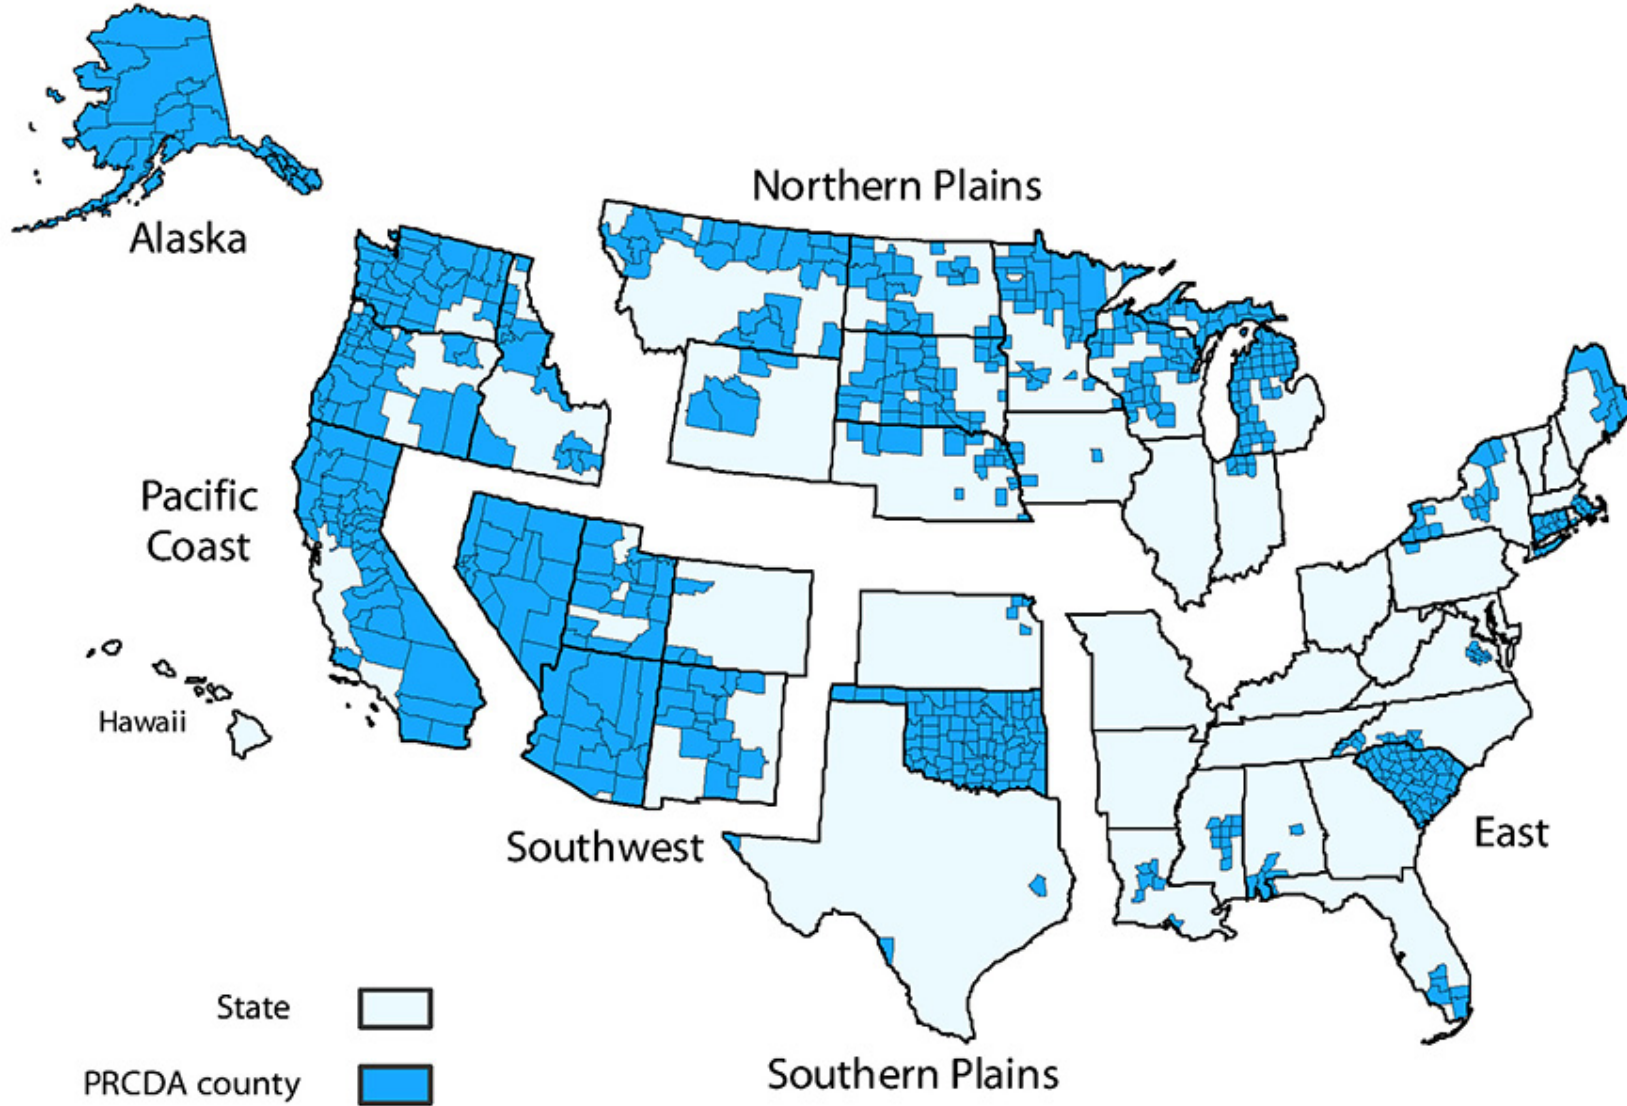 Northern Plains
Alaska
Pacific
Coast
Hawaii
Southwest
East
State
Southern Plains
PRCDA county